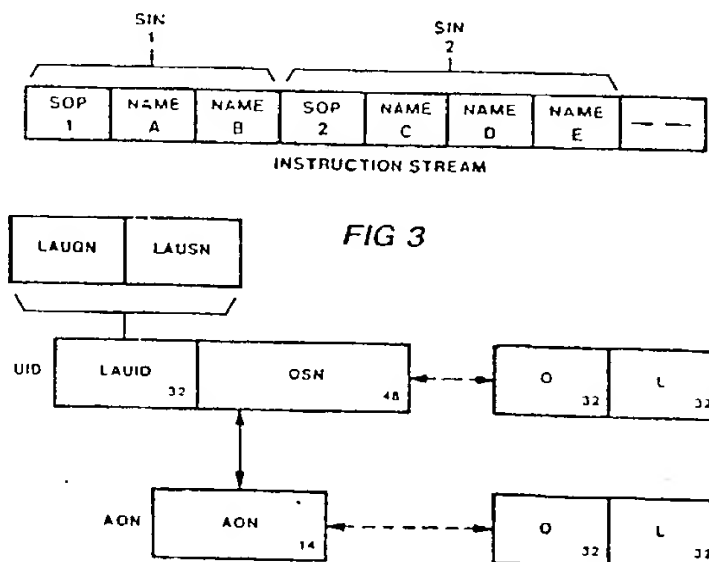 SIN
1
SIN
2
SOP 1 NAME A NAME B SOP 2 NAME C NAME D NAME E — —
INSTRUCTION STREAM
FIG 3
LAUGN LAUSN
UID LAUID 32 OSN 48 O 32 L 32
AON AON 14 O 32 L 32